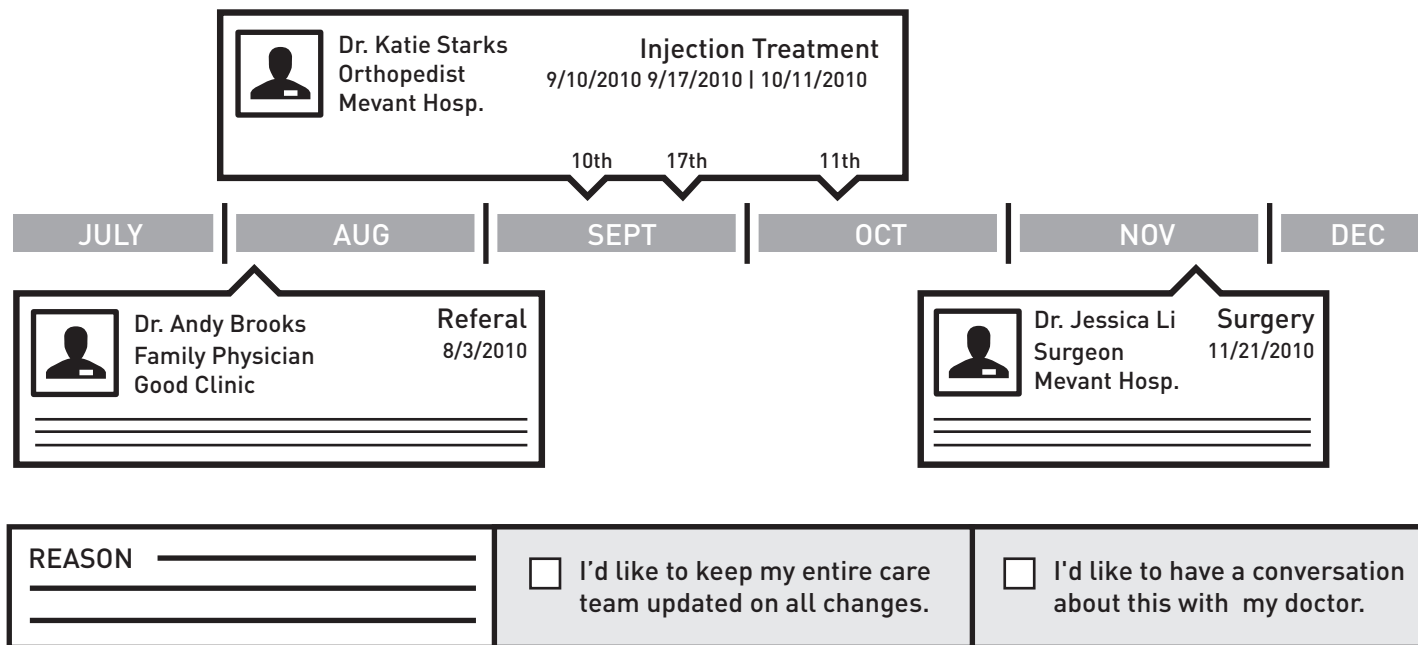 Dr. Katie Starks
Orthopedist
Mevant Hosp.
Injection Treatment
9/10/2010 9/17/2010 | 10/11/2010
10th 17th 11th
JULY AUG SEPT OCT NOV DEC
Dr. Andy Brooks
Family Physician
Good Clinic
Referal
8/3/2010
Dr. Jessica Li
Surgeon
Mevant Hosp.
Surgery
11/21/2010
REASON
I’d like to keep my entire care
team updated on all changes.
I'd like to have a conversation
about this with my doctor.